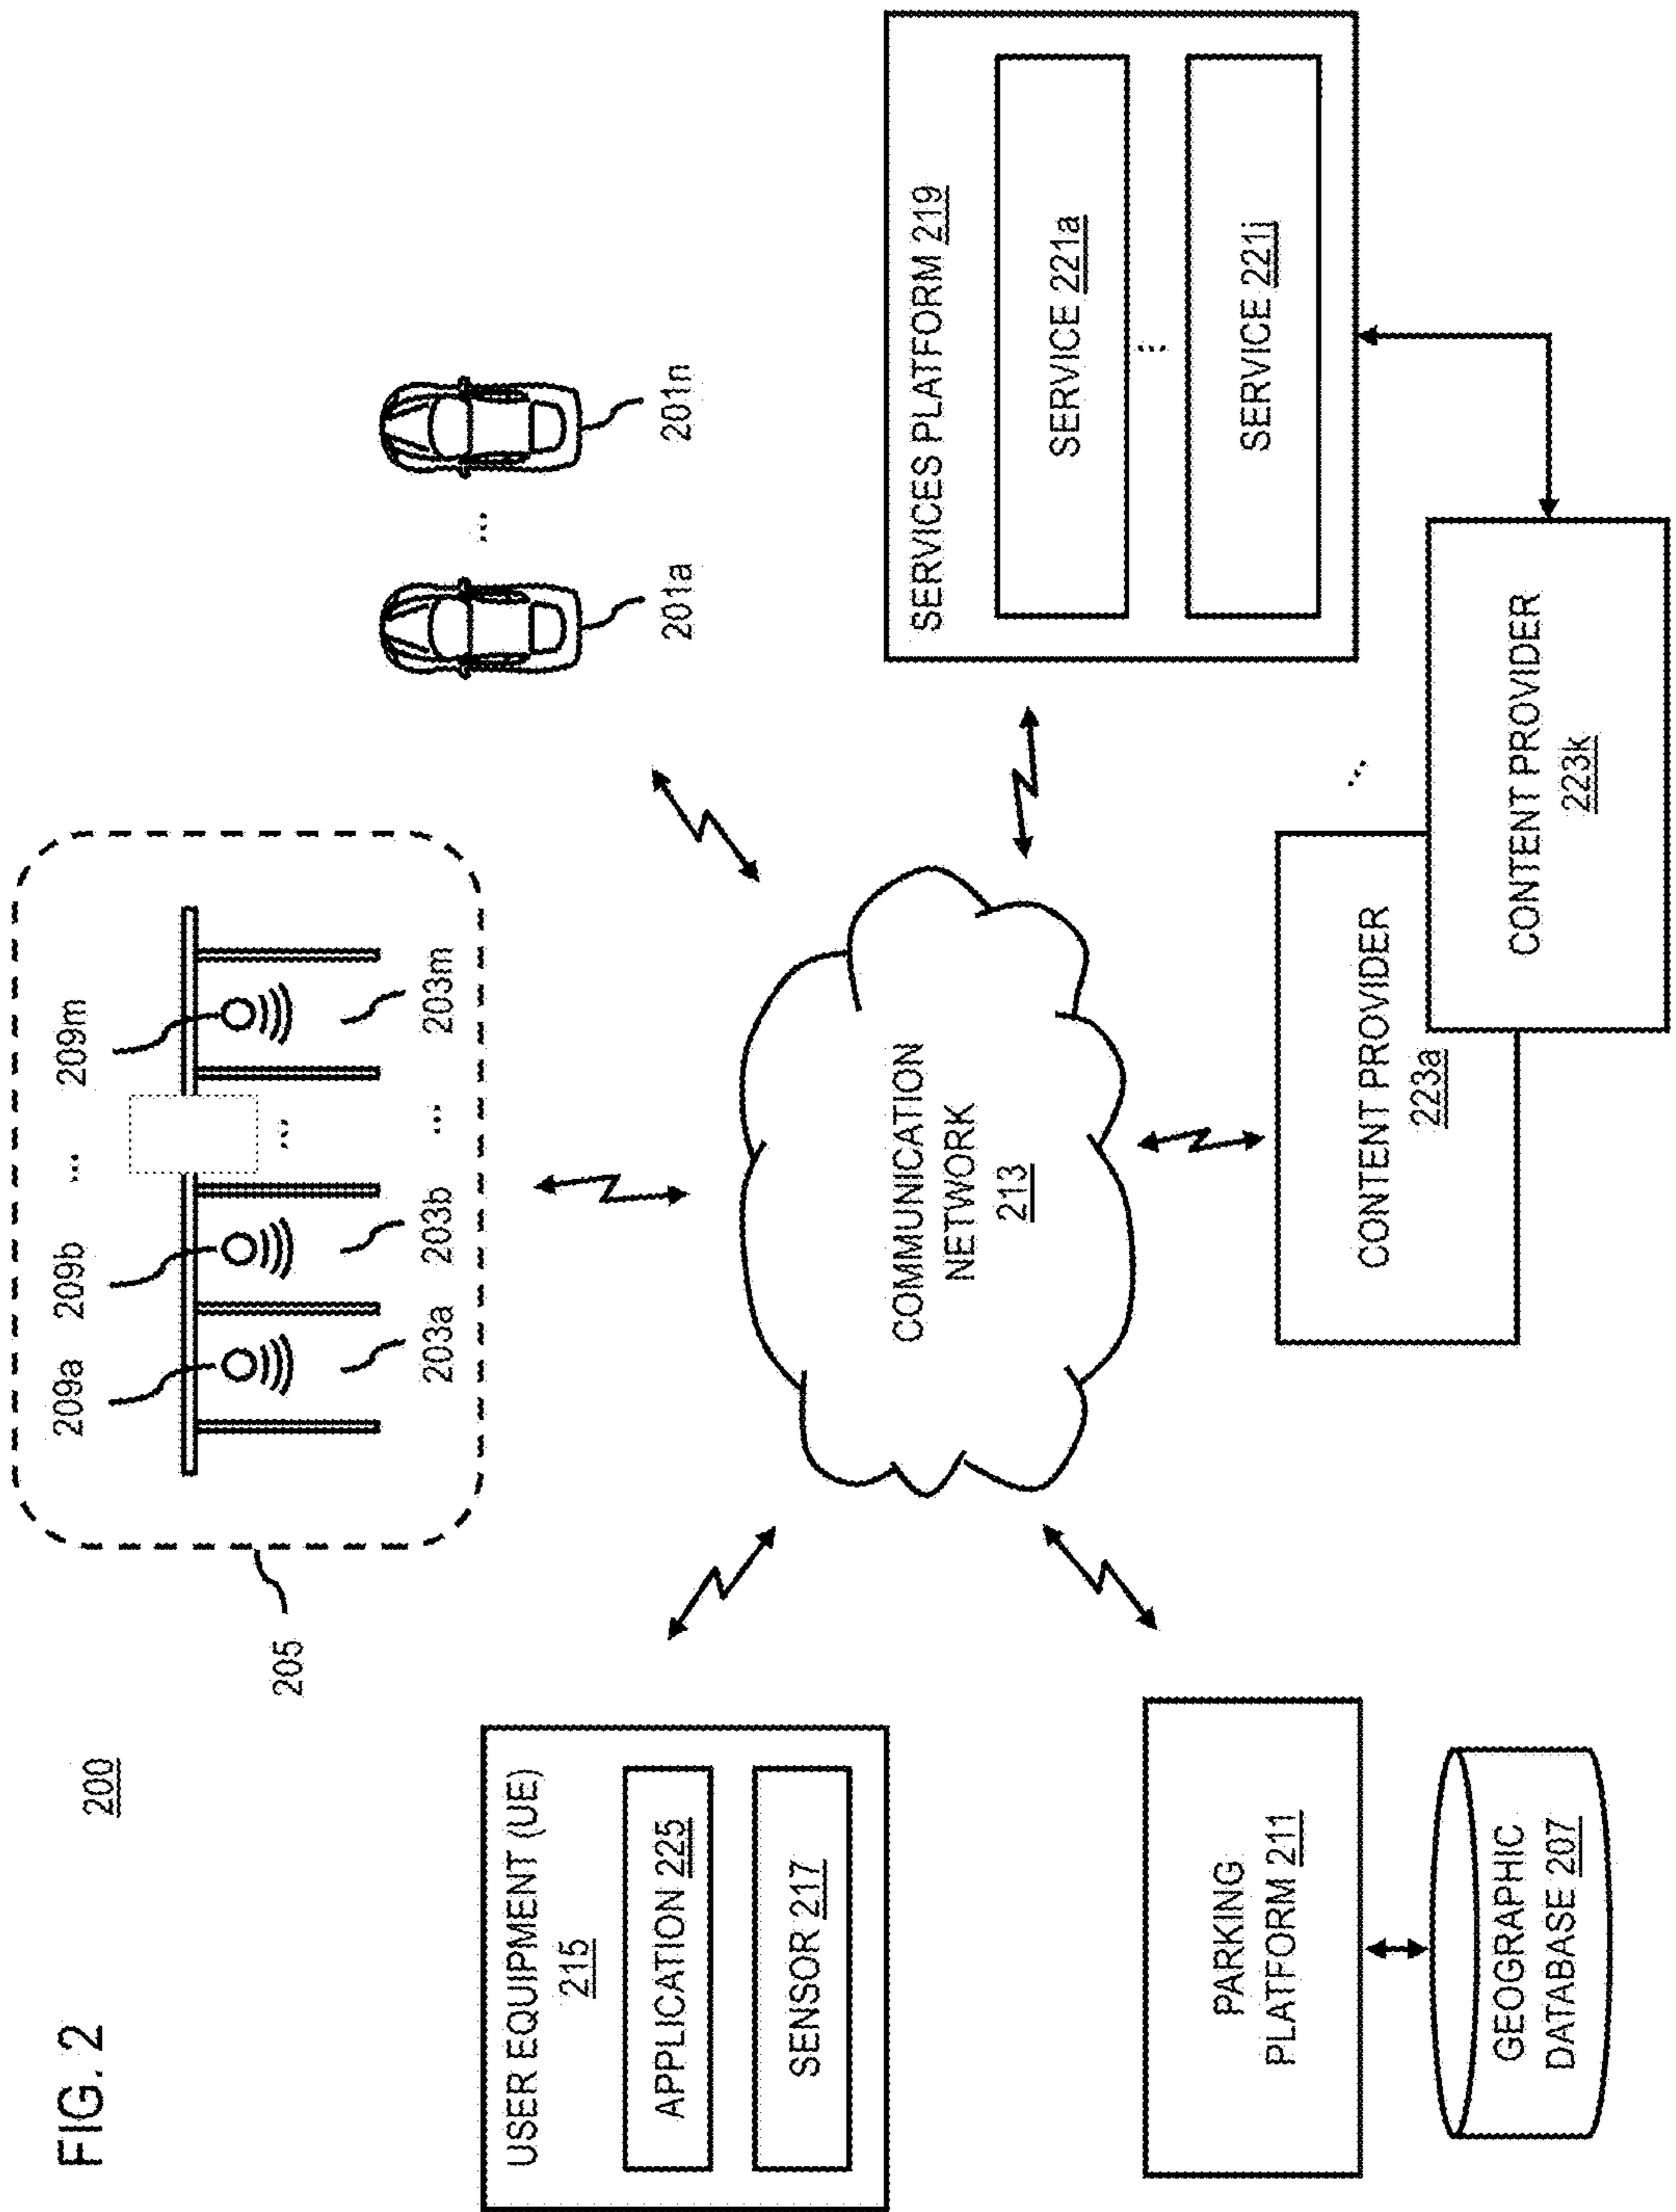 FIG. 2
200
205
209a
209b
...
209m
...
203a
203b
...
203m
201a
...
201n
USER EQUIPMENT (UE)
215
APPLICATION 225
SENSOR 217
COMMUNICATION
NETWORK
213
SERVICES PLATFORM 219
SERVICE 221a
...
SERVICE 221j
PARKING
PLATFORM 211
GEOGRAPHIC
DATABASE 207
CONTENT PROVIDER
223a
...
CONTENT PROVIDER
223k